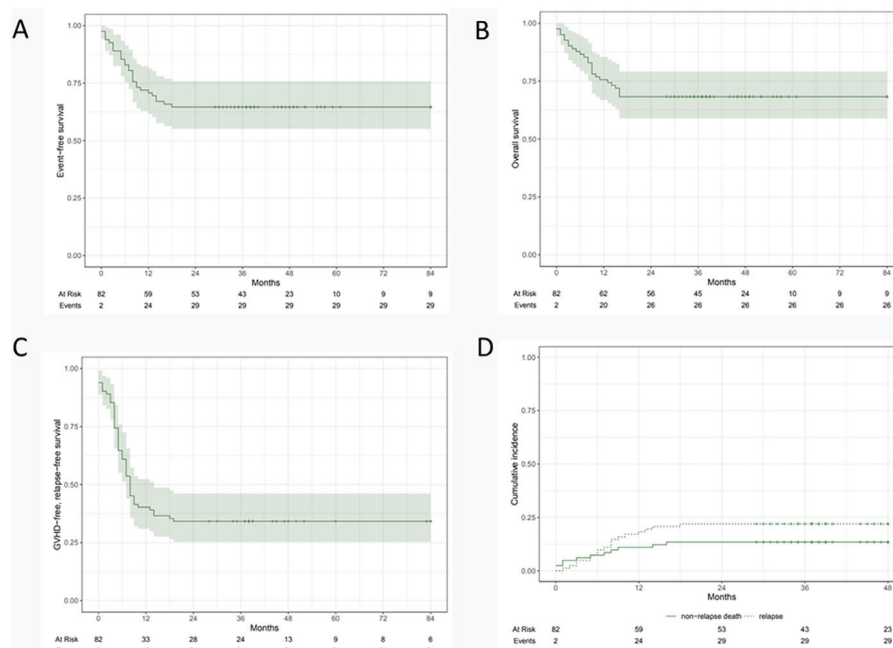 A
1.00
0.75
0.50
0.25
0.00
Event-free survival
0 12 24 36 48 60 72 84
Months
At Risk 82 59 53 43 23 10 9 9
Events 2 24 29 29 29 29 29 29
B
1.00
0.75
0.50
0.25
0.00
Overall survival
0 12 24 36 48 60 72 84
Months
At Risk 82 62 56 45 24 10 9 9
Events 2 20 26 26 26 26 26 26
C
1.00
0.75
0.50
0.25
0.00
GVHD-free, relapse-free survival
0 12 24 36 48 60 72 84
Months
At Risk 82 33 28 24 13 9 8 6
D
1.00
0.75
0.50
0.25
0.00
Cumulative incidence
0 12 24 36 48
Months
non-relapse death relapse
At Risk 82 59 53 43 23
Events 2 24 29 29 29